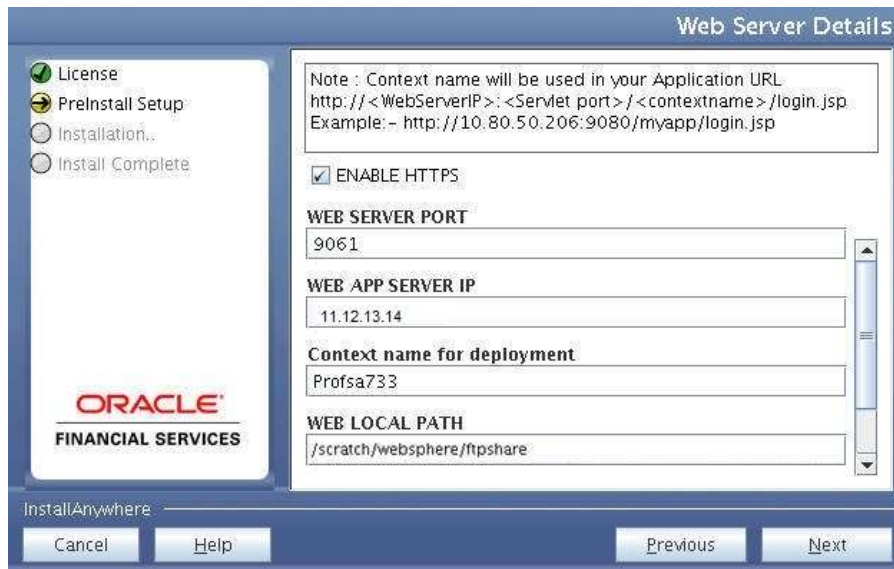 Web Server Details
License
PreInstall Setup
Installation..
Install Complete
ORACLE
FINANCIAL SERVICES
Note : Context name will be used in your Application URL
http://<WebServerIP>:<Servlet port>/<contextname>/login.jsp
Example:- http://10.80.50.206:9080/myapp/login.jsp
ENABLE HTTPS
WEB SERVER PORT
9061
WEB APP SERVER IP
11.12.13.14
Context name for deployment
Profsa733
WEB LOCAL PATH
/scratch/websphere/ftpshare
InstallAnywhere
Cancel Help Previous Next